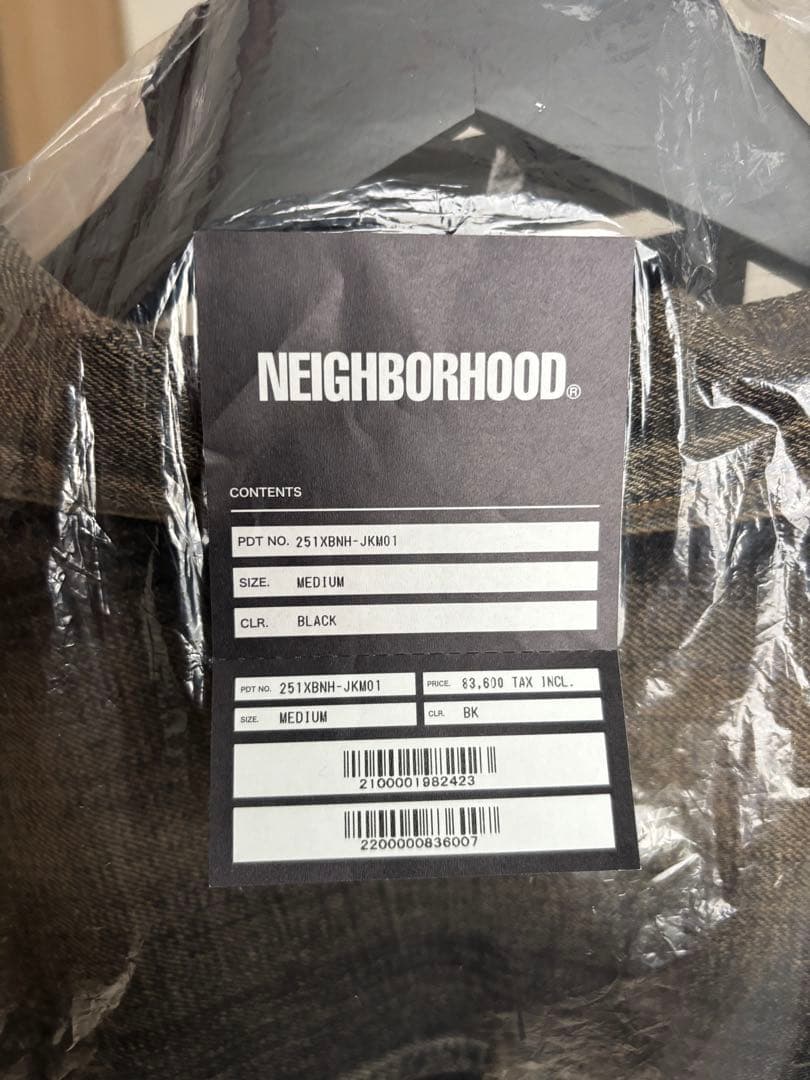 NEIGHBORHOOD®
CONTENTS
PDT NO. 251XBNH-JKM01
SIZE. MEDIUM
CLR. BLACK
PDT NO. 251XBNH-JKM01 PRICE. 83,600 TAX INCL.
SIZE. MEDIUM CLR. BK
2100001982423
2200000836007